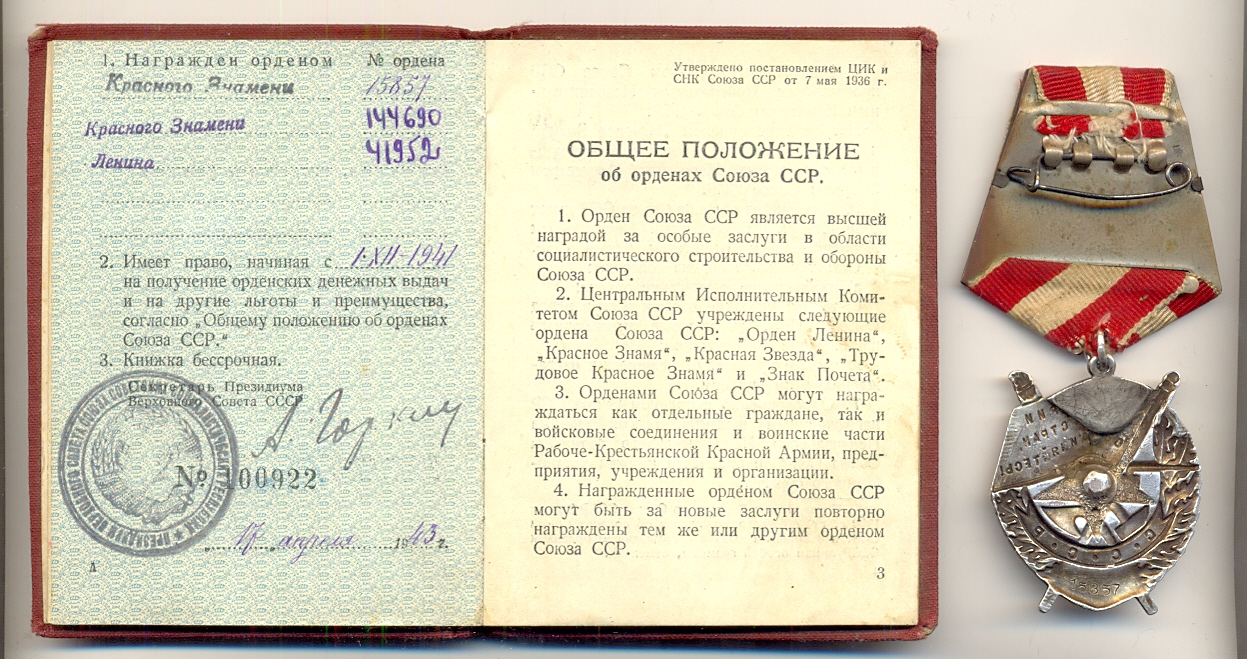 1. Награжден орденом № ордена
Красного Знамени 15857
Красного Знамени 144690
Ленина 41952
2. Имеет право, начиная с 1-XII-1941
на получение орденских денежных выдач
и на другие льготы и преимущества,
согласно „Общему положению об орденах
Союза ССР.“
3. Книжка бессрочная.
Секретарь Президиума
Верховного Совета СССР
А. Горкин
№ 100922
„17“ апреля 1943 г.
Утверждено постановлением ЦИК и
СНК Союза ССР от 7 мая 1936 г.
ОБЩЕЕ ПОЛОЖЕНИЕ
об орденах Союза ССР.
1. Орден Союза ССР является высшей
наградой за особые заслуги в области
социалистического строительства и обороны
Союза ССР.
2. Центральным Исполнительным Коми-
тетом Союза ССР учреждены следующие
ордена Союза ССР: „Орден Ленина“,
„Красное Знамя“, „Красная Звезда“, „Тру-
довое Красное Знамя“ и „Знак Почета“.
3. Орденами Союза ССР могут награ-
ждаться как отдельные граждане, так и
войсковые соединения и воинские части
Рабоче-Крестьянской Красной Армии, пред-
приятия, учреждения и организации.
4. Награжденные орденом Союза ССР
могут быть за новые заслуги повторно
награждены тем же или другим орденом
Союза ССР.
3
15857